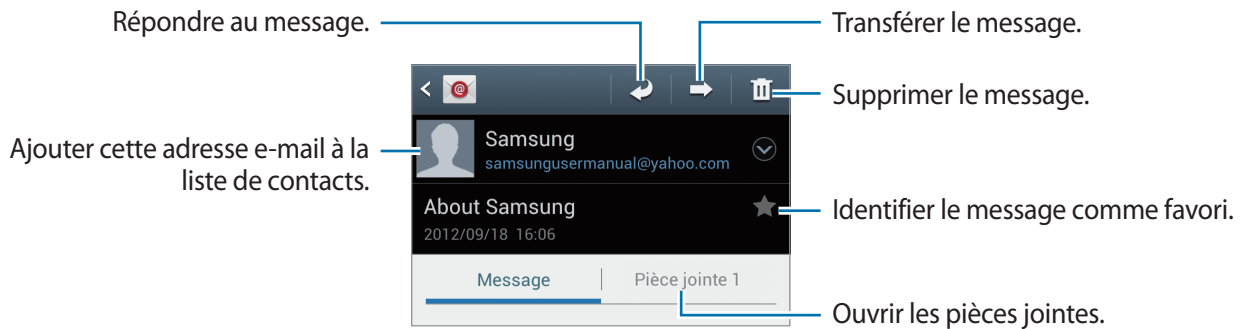 Répondre au message.
Transférer le message.
Supprimer le message.
Ajouter cette adresse e-mail à la
liste de contacts.
Samsung
samsungusermanual@yahoo.com
About Samsung
2012/09/18 16:06
Identifier le message comme favori.
Message
Pièce jointe 1
Ouvrir les pièces jointes.